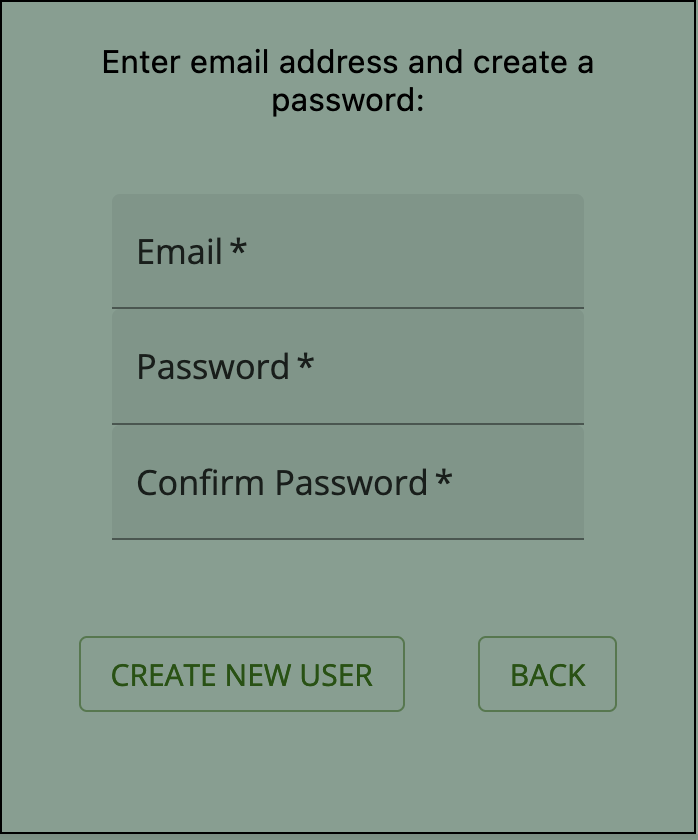 Enter email address and create a
password:
Email *
Password *
Confirm Password *
CREATE NEW USER
BACK